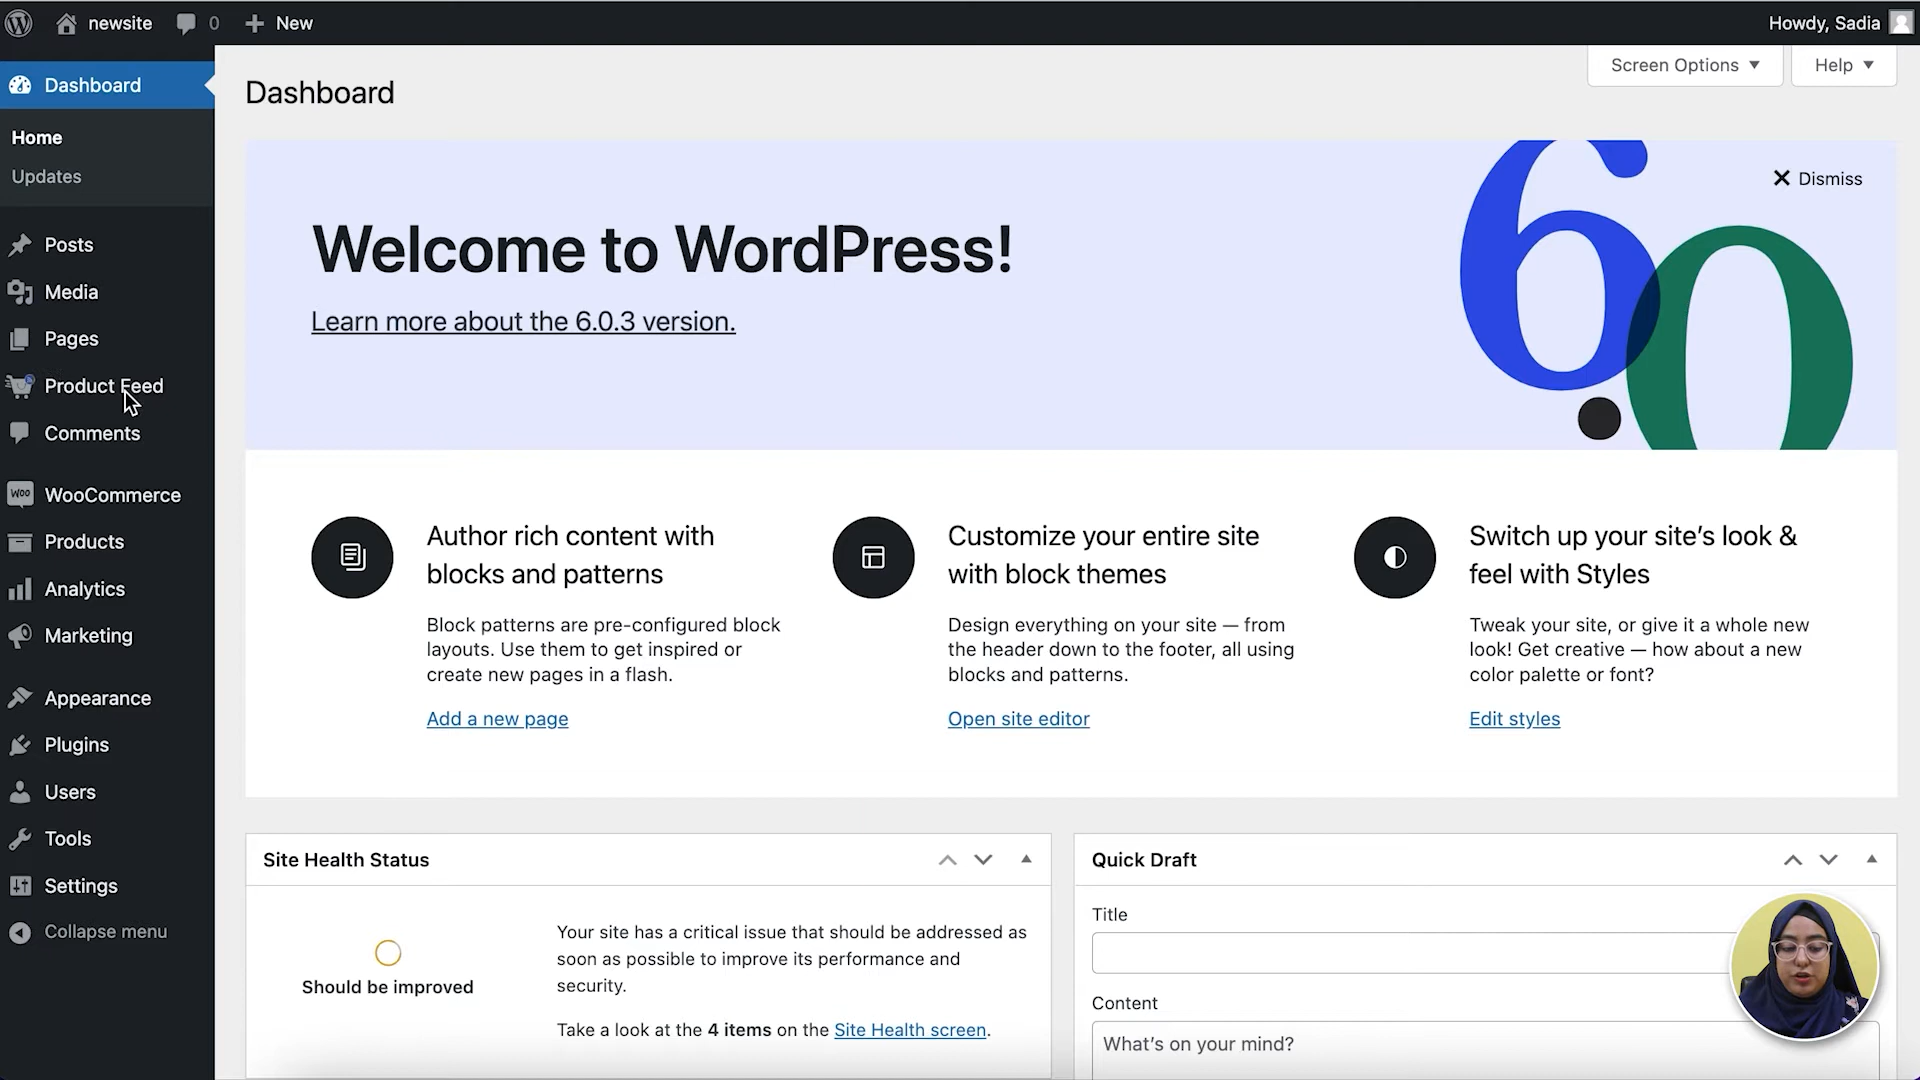 newsite
0
New
Howdy, Sadia
Dashboard
Home
Updates
Posts
Media
Pages
Product Feed
Comments
WOO
WooCommerce
Products
Analytics
Marketing
Appearance
Plugins
Users
Tools
Settings
Collapse menu
Screen Options
Help
Dashboard
Dismiss
60
Welcome to WordPress!
Learn more about the 6.0.3 version.
Author rich content with
blocks and patterns
Block patterns are pre-configured block
layouts. Use them to get inspired or
create new pages in a flash.
Add a new page
Customize your entire site
with block themes
Design everything on your site — from
the header down to the footer, all using
blocks and patterns.
Open site editor
Switch up your site’s look &
feel with Styles
Tweak your site, or give it a whole new
look! Get creative — how about a new
color palette or font?
Edit styles
Site Health Status
Should be improved
Your site has a critical issue that should be addressed as
soon as possible to improve its performance and
security.
Take a look at the 4 items on the Site Health screen.
Quick Draft
Title
Content
What’s on your mind?